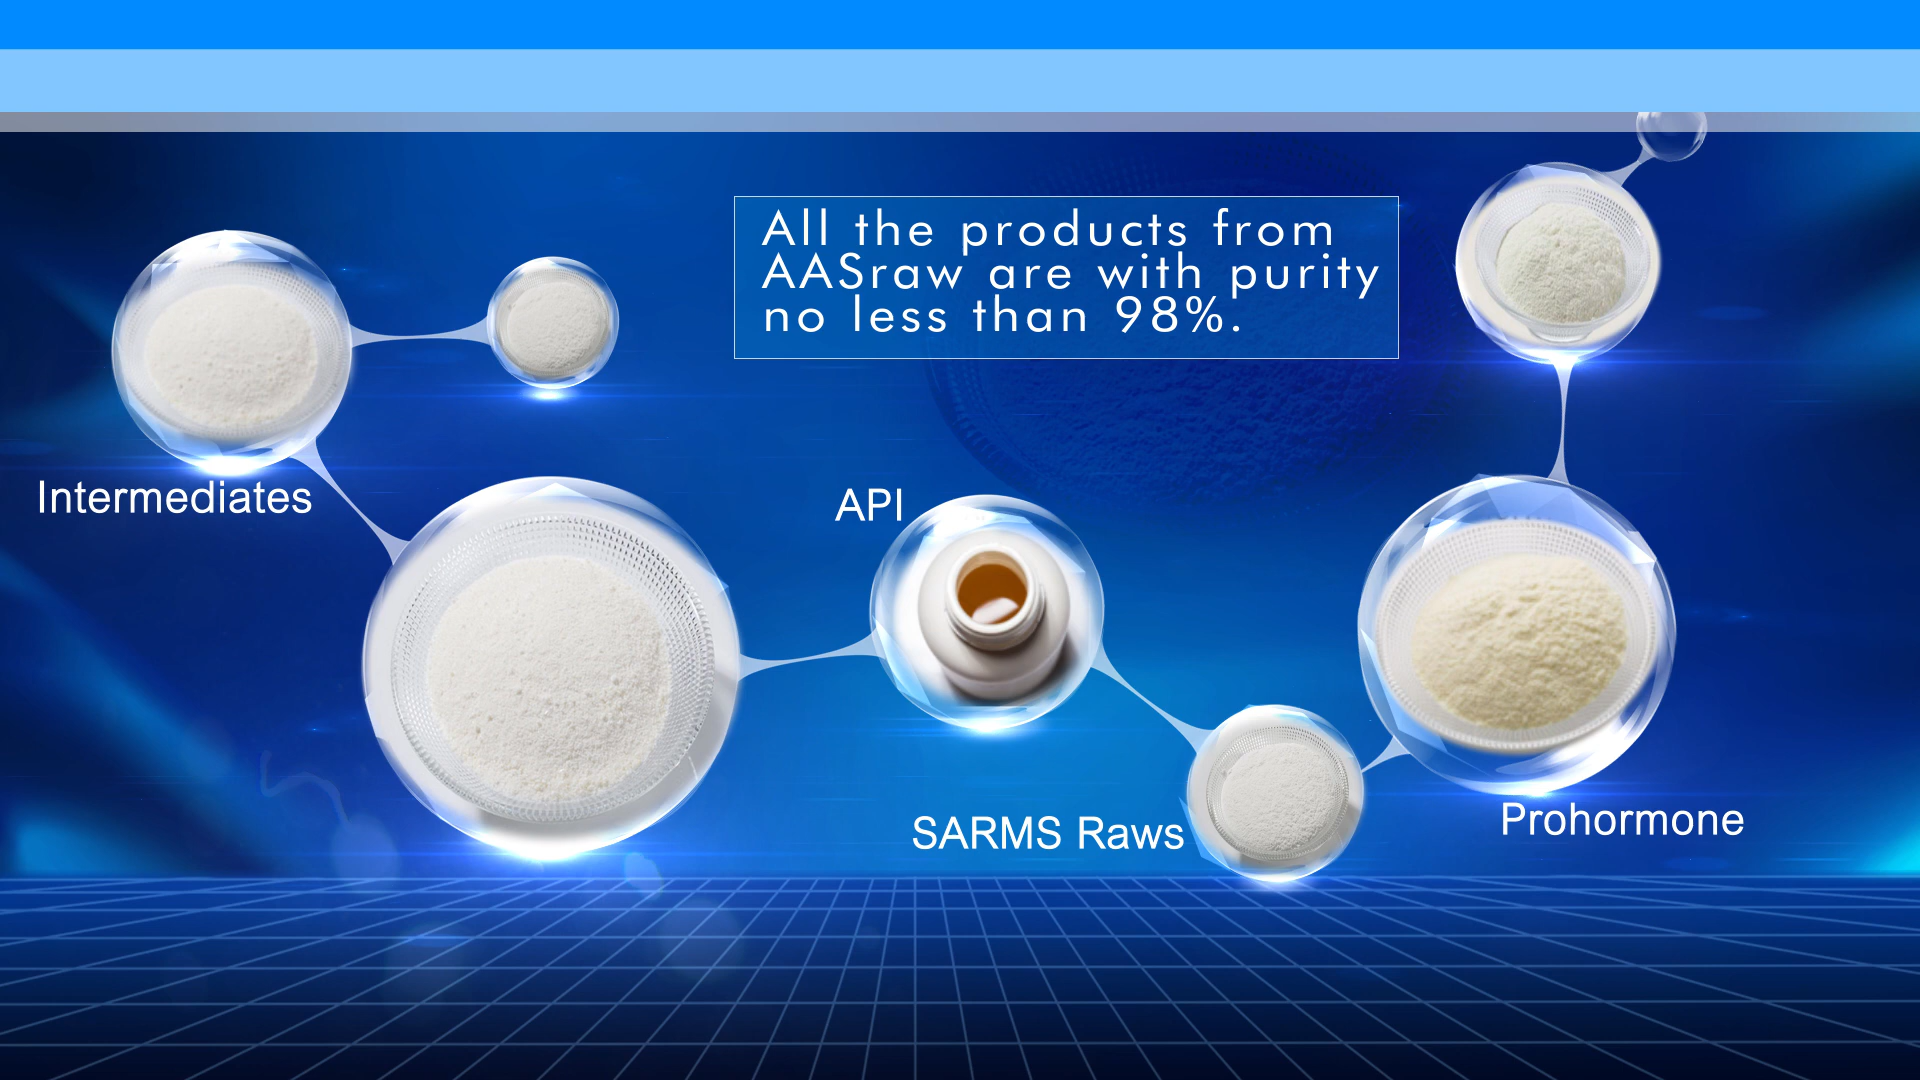 All the products from
AASraw are with purity
no less than 98%.
Intermediates
API
SARMS Raws
Prohormone